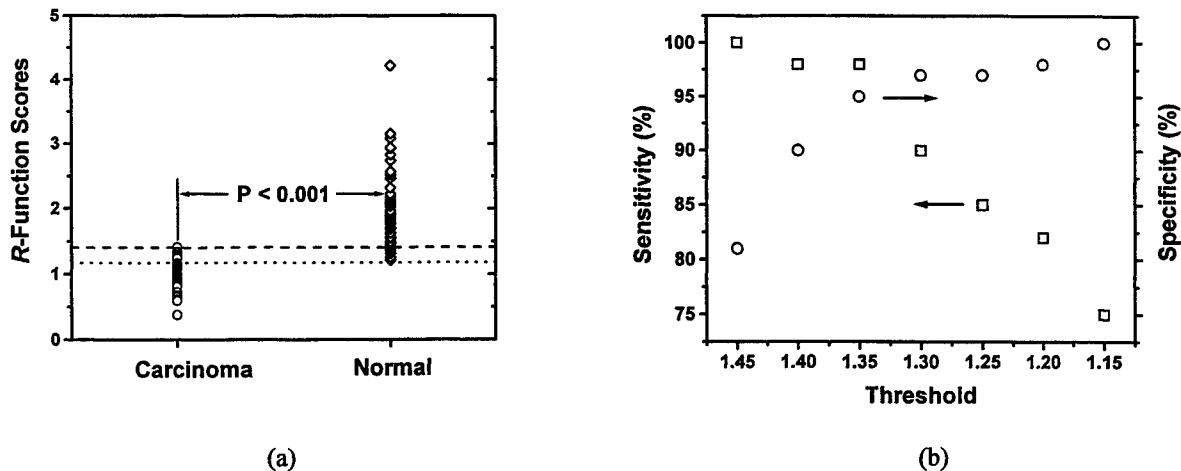 5
4
3
2
1
0
R-Function Scores
P < 0.001
Carcinoma
Normal
(a)
100
95
90
85
80
75
Sensitivity (%)
Specificity (%)
1.45 1.40 1.35 1.30 1.25 1.20 1.15
Threshold
(b)